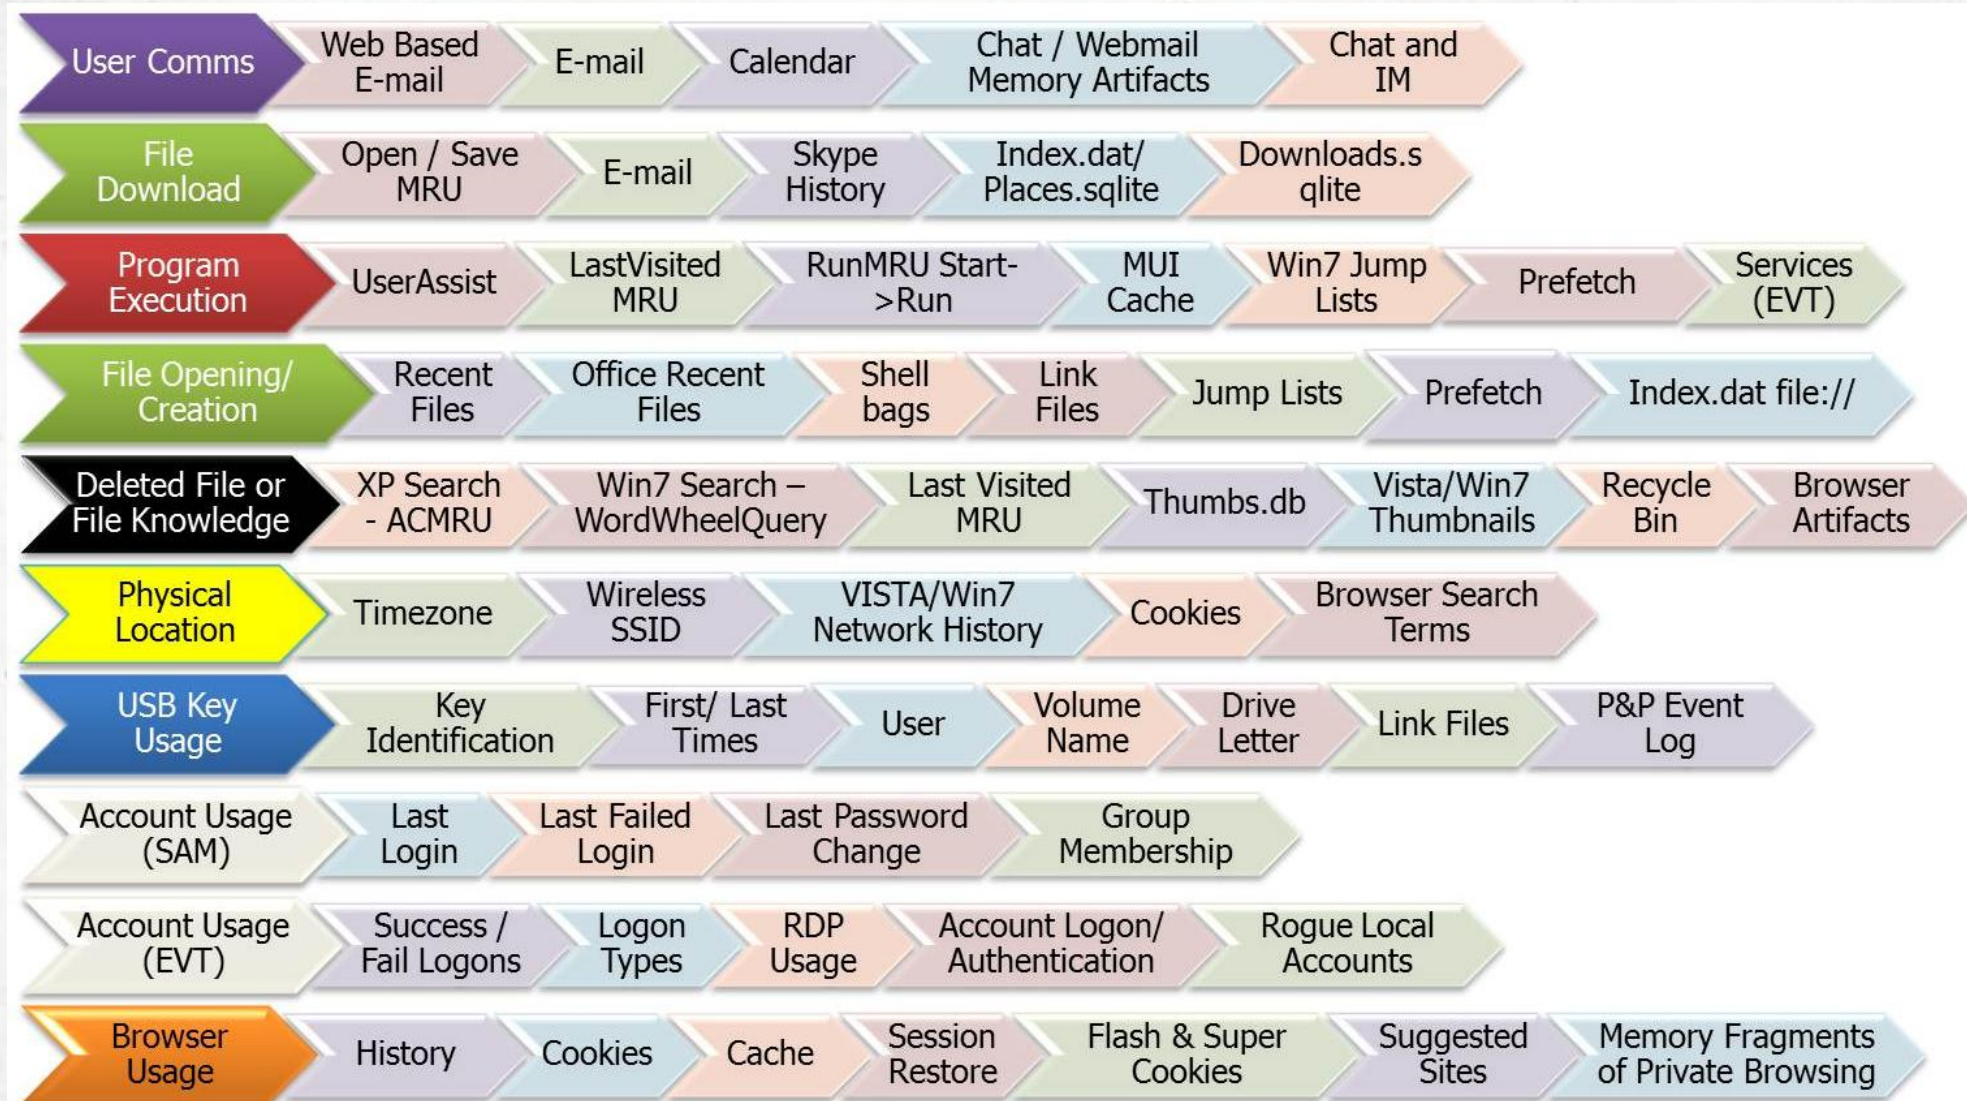 User Comms
Web Based
E-mail
E-mail
Calendar
Chat / Webmail
Memory Artifacts
Chat and
IM
File
Download
Open / Save
MRU
E-mail
Skype
History
Index.dat/
Places.sqlite
Downloads.s
qlite
Program
Execution
UserAssist
LastVisited
MRU
RunMRU Start-
>Run
MUI
Cache
Win7 Jump
Lists
Prefetch
Services
(EVT)
File Opening/
Creation
Recent
Files
Office Recent
Files
Shell
bags
Link
Files
Jump Lists
Prefetch
Index.dat file://
Deleted File or
File Knowledge
XP Search
- ACMRU
Win7 Search –
WordWheelQuery
Last Visited
MRU
Thumbs.db
Vista/Win7
Thumbnails
Recycle
Bin
Browser
Artifacts
Physical
Location
Timezone
Wireless
SSID
VISTA/Win7
Network History
Cookies
Browser Search
Terms
USB Key
Usage
Key
Identification
First/ Last
Times
User
Volume
Name
Drive
Letter
Link Files
P&P Event
Log
Account Usage
(SAM)
Last
Login
Last Failed
Login
Last Password
Change
Group
Membership
Account Usage
(EVT)
Success /
Fail Logons
Logon
Types
RDP
Usage
Account Logon/
Authentication
Rogue Local
Accounts
Browser
Usage
History
Cookies
Cache
Session
Restore
Flash & Super
Cookies
Suggested
Sites
Memory Fragments
of Private Browsing